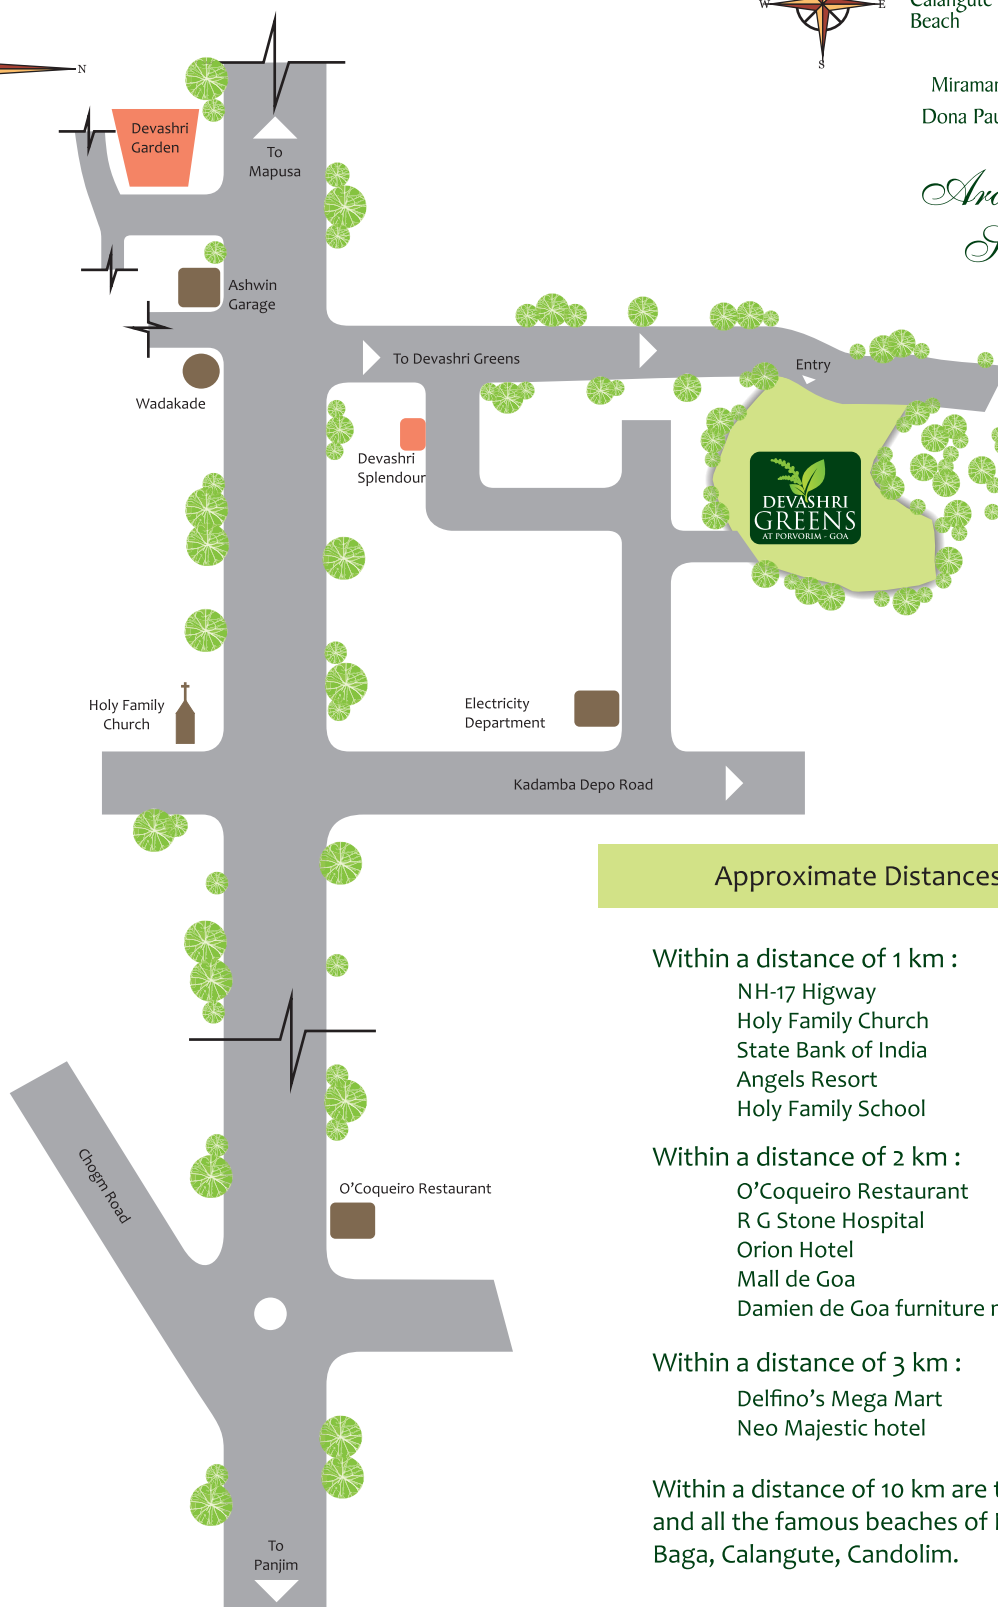 W
E
S
Calangute
Beach
N
Miramar
Dona Pau
Devashri
Garden
To
Mapusa
Ashwin
Garage
To Devashri Greens
Entry
Wadakade
Devashri
Splendour
DEVASHRI
GREENS
AT PORVORIM - GOA
Holy Family
Church
Electricity
Department
Kadamba Depo Road
Approximate Distances
Within a distance of 1 km :
NH-17 Higway
Holy Family Church
State Bank of India
Angels Resort
Holy Family School
Chogm Road
O'Coqueiro Restaurant
Within a distance of 2 km :
O'Coqueiro Restaurant
R G Stone Hospital
Orion Hotel
Mall de Goa
Damien de Goa furniture
Within a distance of 3 km :
Delfino's Mega Mart
Neo Majestic hotel
Within a distance of 10 km are
and all the famous beaches of
Baga, Calangute, Candolim.
To
Panjim